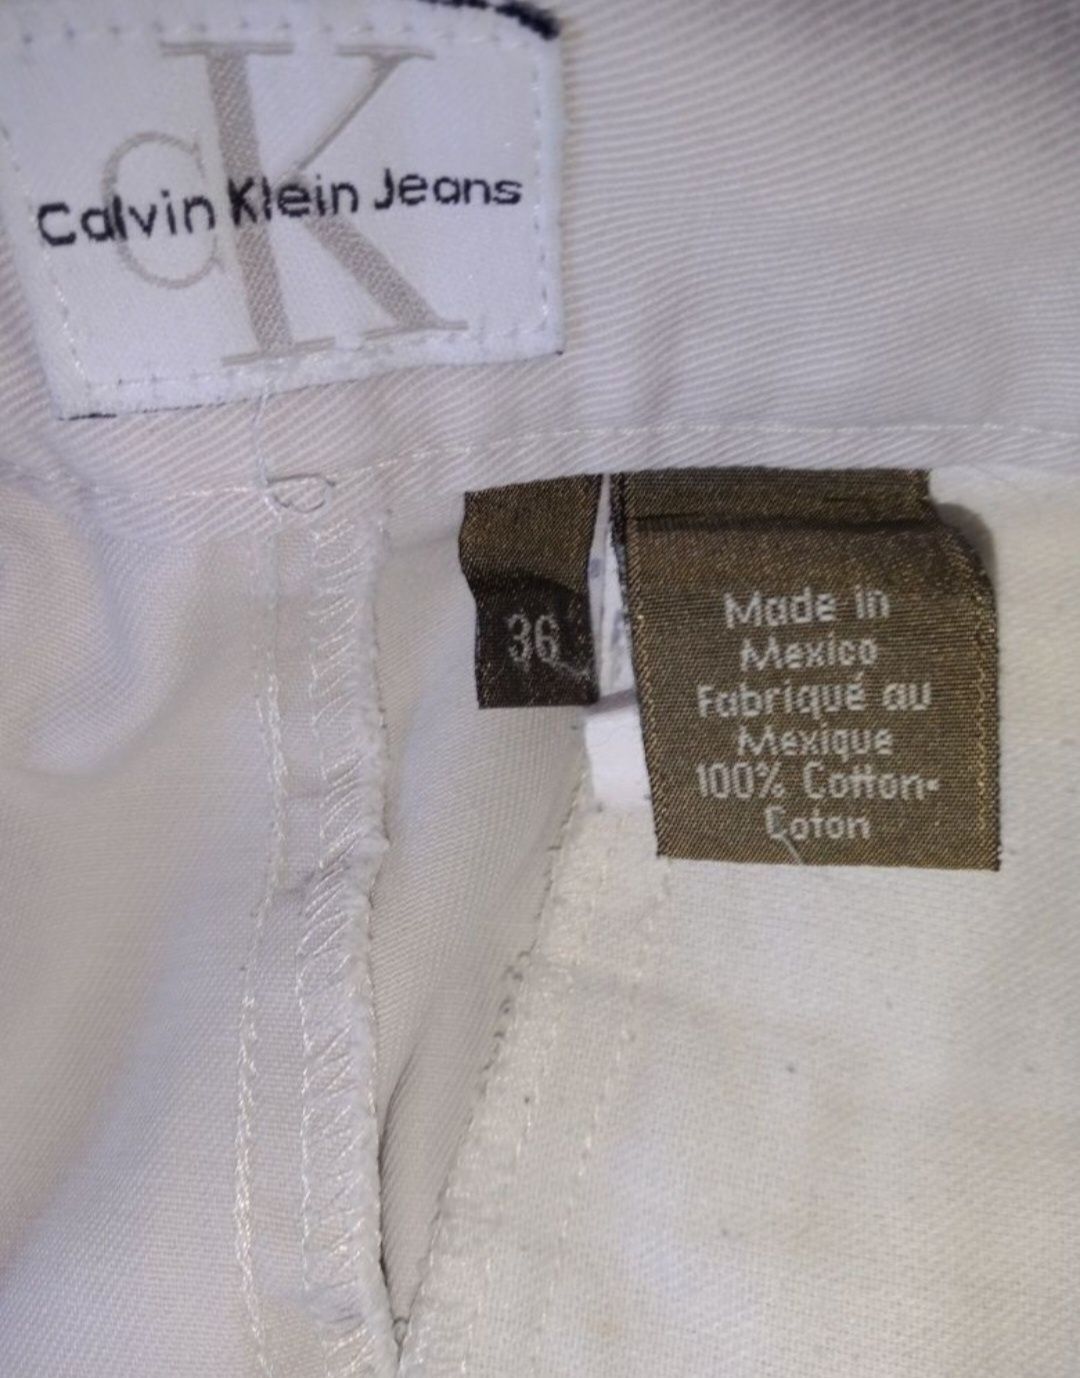 CK
Calvin Klein Jeans
36
Made in
Mexico
Fabriqué au
Mexique
100% Cotton-
Coton